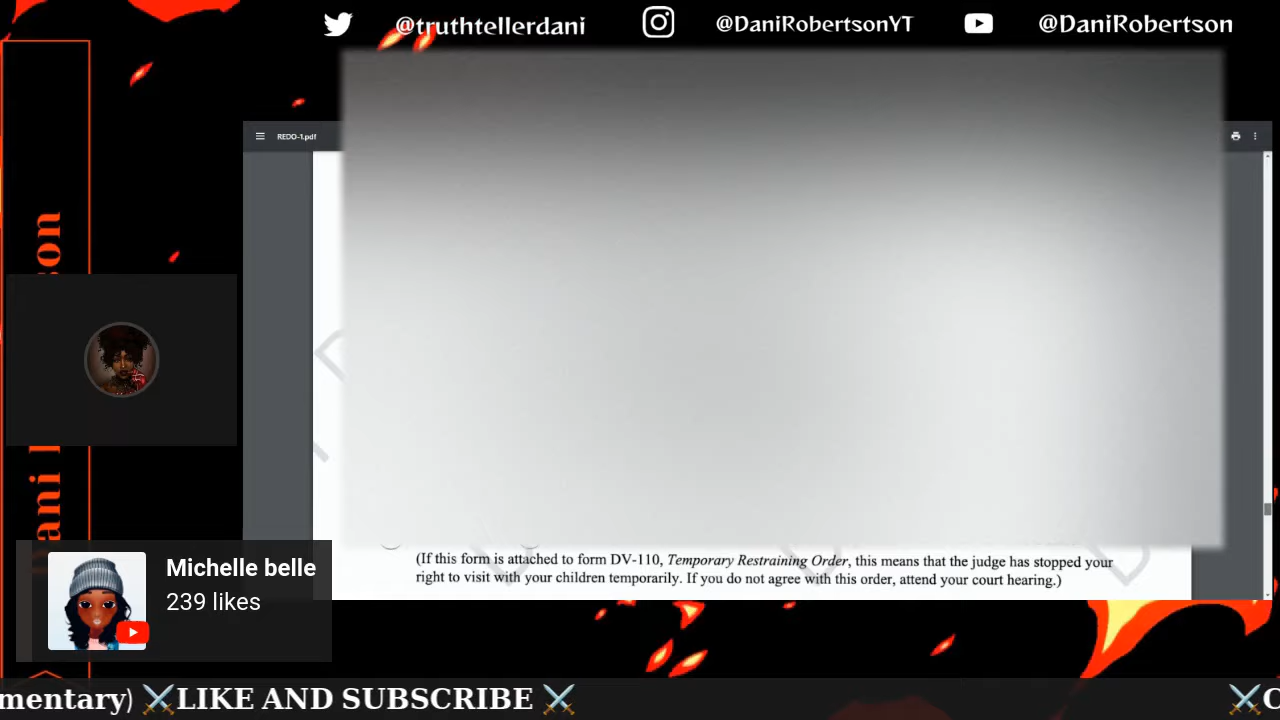 @truthtellerdani @DaniRobertsonYT @DaniRobertson
REDO-1.pdf
(If this form is attached to form DV-110, Temporary Restraining Order, this means that the judge has stopped your
right to visit with your children temporarily. If you do not agree with this order, attend your court hearing.)
Michelle belle
239 likes
mentary) ⚔️LIKE AND SUBSCRIBE ⚔️ ⚔️C